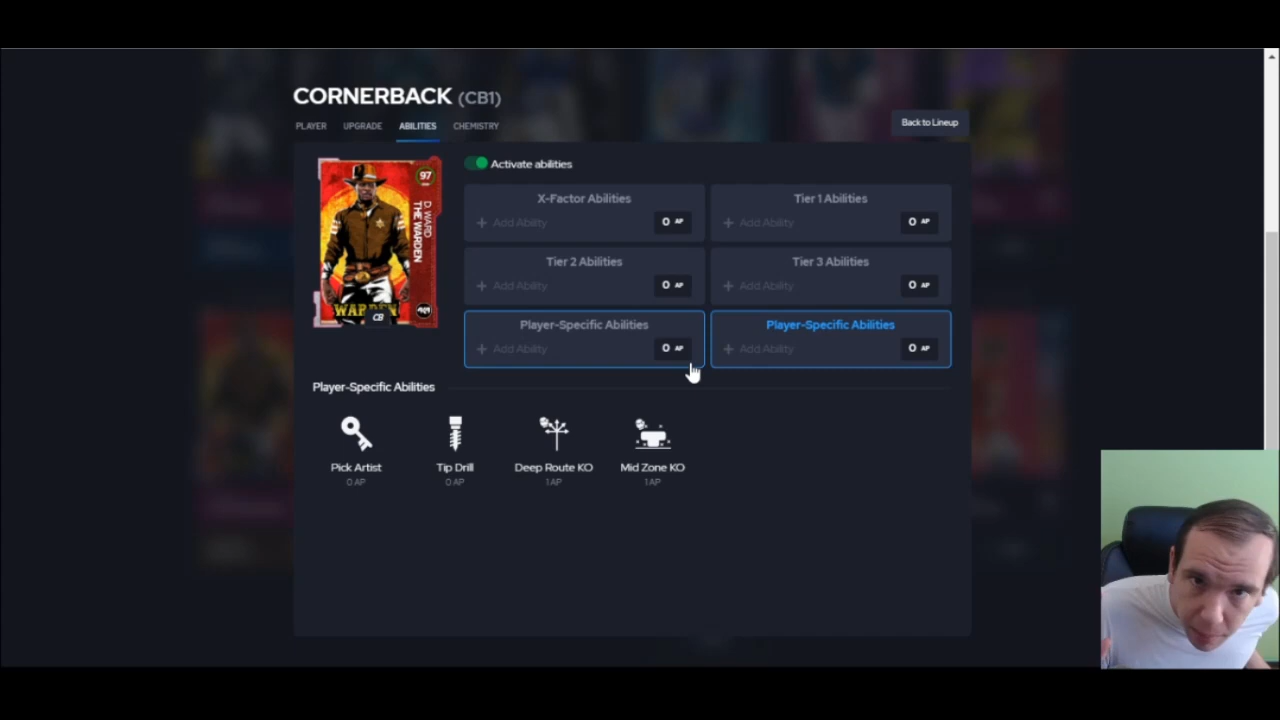 CORNERBACK (CB1)
PLAYER UPGRADE ABILITIES CHEMISTRY
Back to Lineup
97
D. WARD
THE WARDEN
WARDEN
CB
Activate abilities
X-Factor Abilities
+ Add Ability 0 AP
Tier 1 Abilities
+ Add Ability 0 AP
Tier 2 Abilities
+ Add Ability 0 AP
Tier 3 Abilities
+ Add Ability 0 AP
Player-Specific Abilities
+ Add Ability 0 AP
Player-Specific Abilities
+ Add Ability 0 AP
Player-Specific Abilities
Pick Artist
0 AP
Tip Drill
0 AP
Deep Route KO
1 AP
Mid Zone KO
1 AP